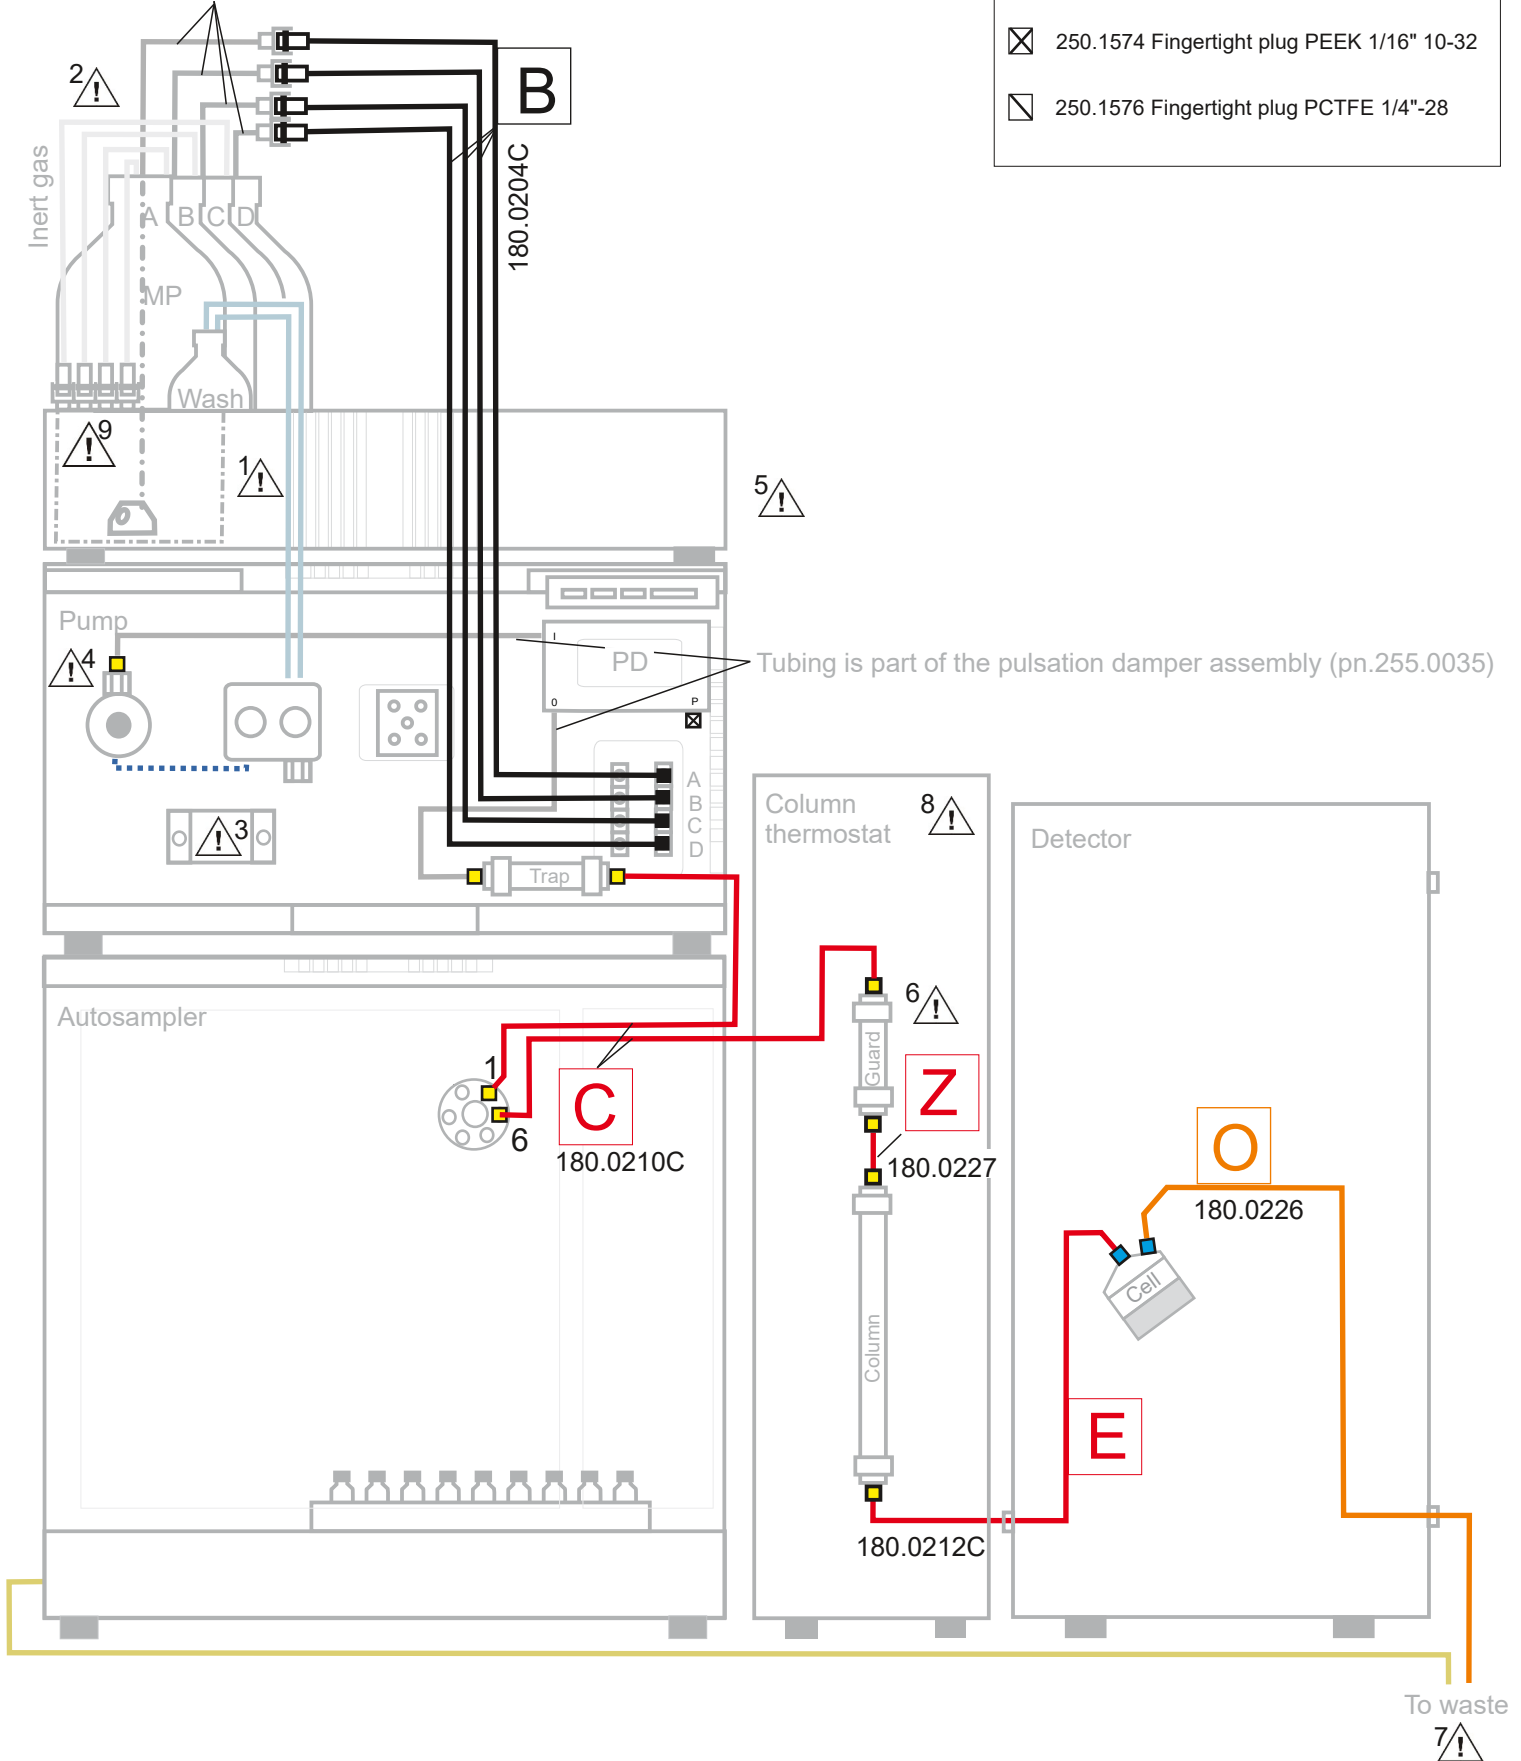 250.1574 Fingertight plug PEEK 1/16" 10-32
250.1576 Fingertight plug PCTFE 1/4"-28
2 !
B
180.0204C
Inert gas
A B C D
MP
Wash
! 9
1 !
5 !
Pump
! 4
I
PD
0
P
Tubing is part of the pulsation damper assembly (pn.255.0035)
A
B
C
D
! 3
Trap
Column
thermostat
8 !
Detector
Autosampler
6 !
Guard
1
6
C
180.0210C
Z
180.0227
O
180.0226
Cell
Column
E
180.0212C
To waste
7 !